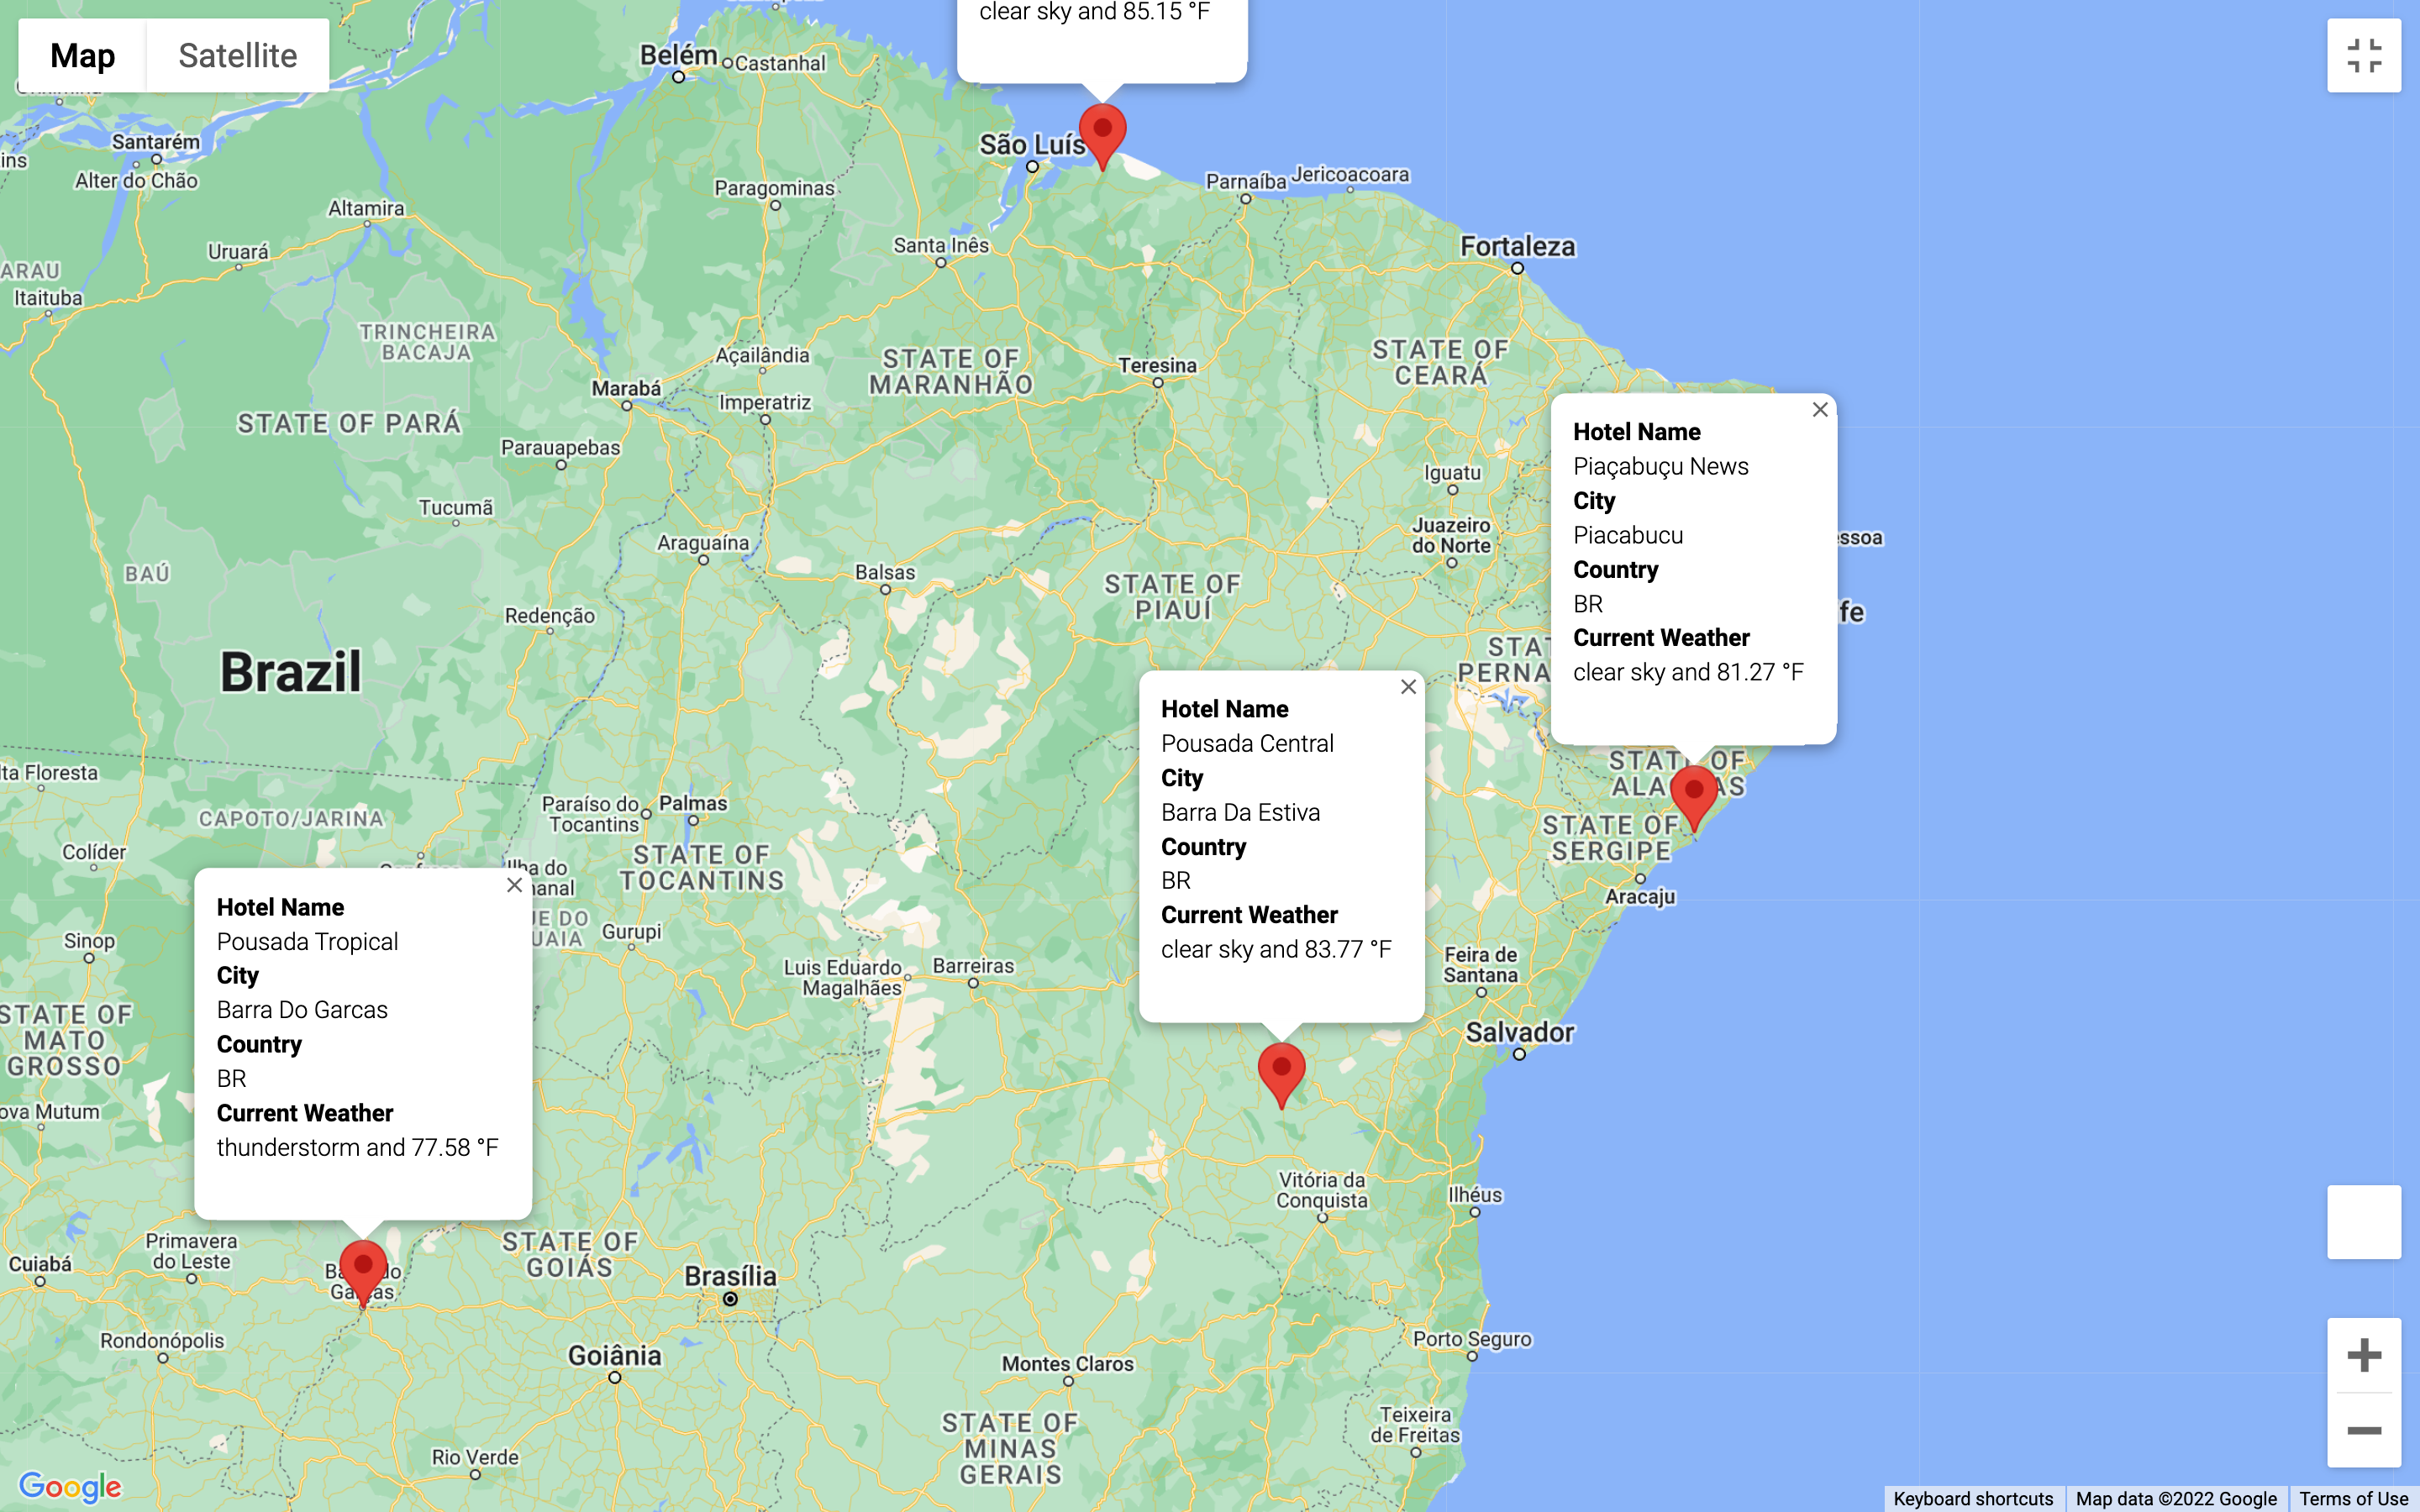 clear sky and 85.15 °F
Map
Satellite
Belém
Castanhal
Santarém
Alter do Chão
São Luís
Paragominas
Parnaíba
Jericoacoara
Altamira
Uruará
Santa Inês
Fortaleza
Itaituba
TRINCHEIRA
BACAJA
Açailândia
STATE OF
MARANHÃO
Teresina
STATE OF
CEARÁ
Marabá
Imperatriz
STATE OF PARÁ
Parauapebas
Iguatu
Tucumã
Juazeiro
do Norte
Araguaína
Balsas
BAÚ
STATE OF
PIAUÍ
Redenção
Brazil
Hotel Name
Piaçabuçu News
City
Piacabucu
Country
BR
Current Weather
clear sky and 81.27 °F
Hotel Name
Pousada Central
City
Barra Da Estiva
Country
BR
Current Weather
clear sky and 83.77 °F
STATE OF
SERGIPE
Aracaju
CAPOTO/JARINA
Paraíso do
Tocantins
Palmas
Colíder
STATE OF
TOCANTINS
Hotel Name
Pousada Tropical
City
Barra Do Garcas
Country
BR
Current Weather
thunderstorm and 77.58 °F
Gurupi
Sinop
Luis Eduardo
Magalhães
Barreiras
Feira de
Santana
Salvador
STATE OF
MATO
GROSSO
Vitória da
Conquista
Ilhéus
Primavera
do Leste
Cuiabá
STATE OF
GOIÁS
Brasília
Rondonópolis
Goiânia
Montes Claros
Porto Seguro
STATE OF
MINAS
GERAIS
Teixeira
de Freitas
Rio Verde
Google
Keyboard shortcuts
Map data ©2022 Google
Terms of Use